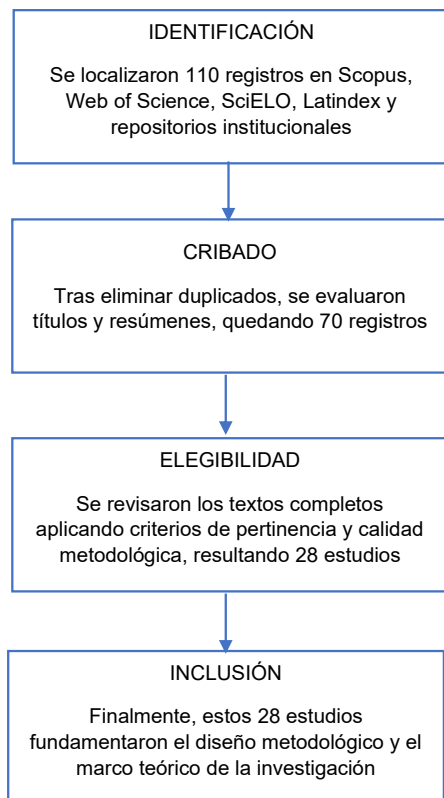 IDENTIFICACIÓN
Se localizaron 110 registros en Scopus,
Web of Science, SciELO, Latindex y
repositorios institucionales
CRIBADO
Tras eliminar duplicados, se evaluaron
títulos y resúmenes, quedando 70 registros
ELEGIBILIDAD
Se revisaron los textos completos
aplicando criterios de pertinencia y calidad
metodológica, resultando 28 estudios
INCLUSIÓN
Finalmente, estos 28 estudios
fundamentaron el diseño metodológico y el
marco teórico de la investigación